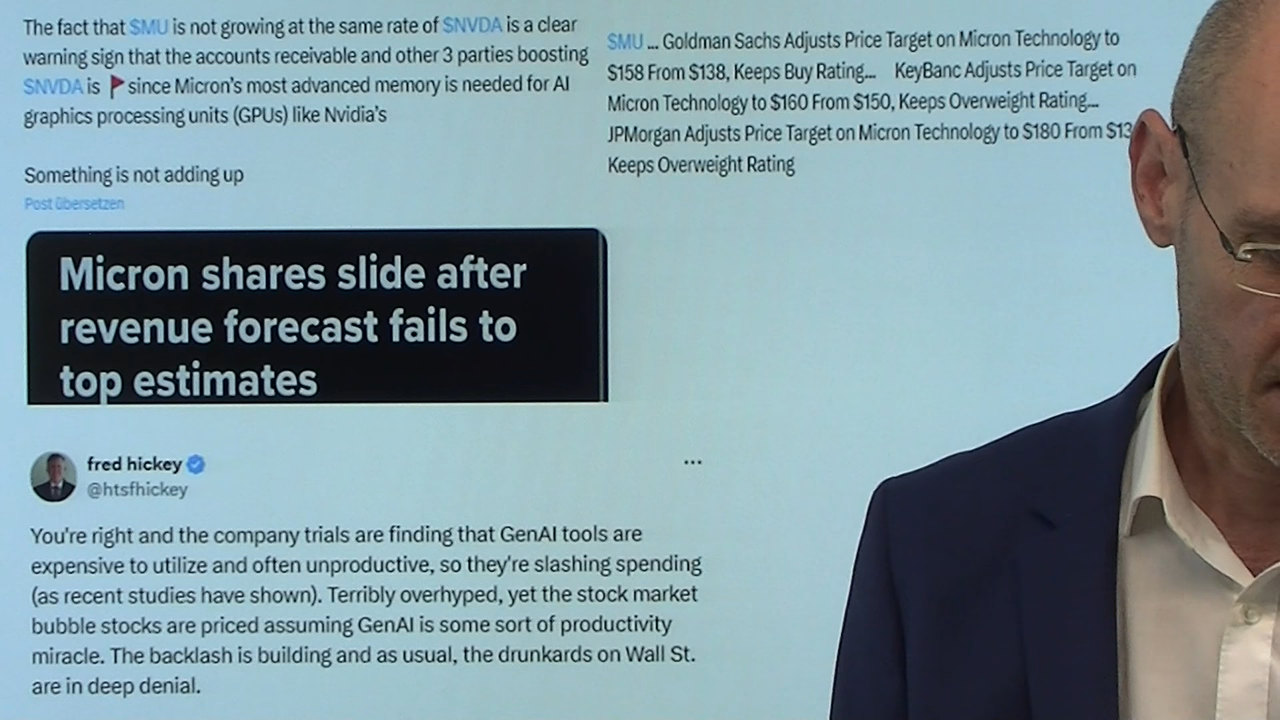 The fact that $MU is not growing at the same rate of $NVDA is a clear
warning sign that the accounts receivable and other 3 parties boosting
$NVDA is 🚩since Micron's most advanced memory is needed for AI
graphics processing units (GPUs) like Nvidia's
Something is not adding up
Post übersetzen
$MU ... Goldman Sachs Adjusts Price Target on Micron Technology to
$158 From $138, Keeps Buy Rating... KeyBanc Adjusts Price Target on
Micron Technology to $160 From $150, Keeps Overweight Rating...
JPMorgan Adjusts Price Target on Micron Technology to $180 From
Keeps Overweight Rating
Micron shares slide after
revenue forecast fails to
top estimates
fred hickey
@htsfhickey
You're right and the company trials are finding that GenAI tools are
expensive to utilize and often unproductive, so they're slashing spending
(as recent studies have shown). Terribly overhyped, yet the stock market
bubble stocks are priced assuming GenAI is some sort of productivity
miracle. The backlash is building and as usual, the drunkards on Wall St.
are in deep denial.